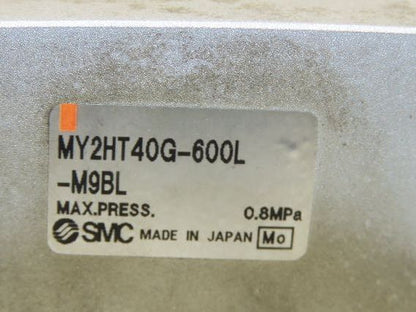 MY2HT40G-600L
-M9BL
MAX.PRESS. 0.8MPa
SMC MADE IN JAPAN Mo